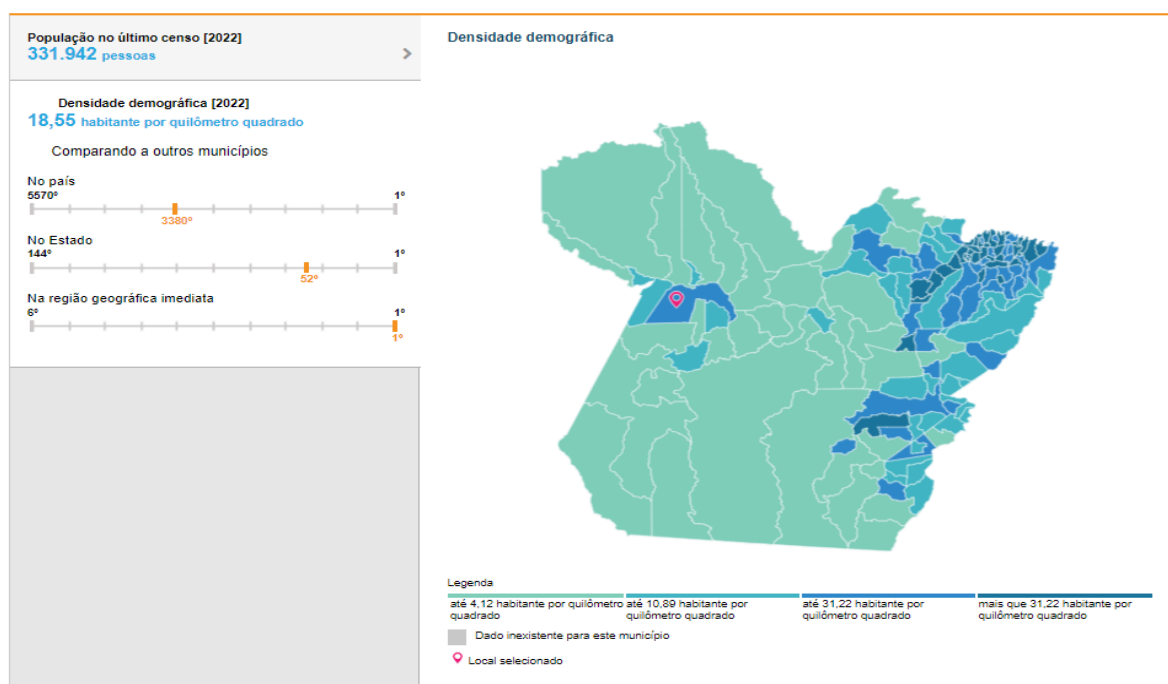 População no último censo [2022]
331.942 pessoas
Densidade demográfica [2022]
18,55 habitante por quilômetro quadrado
Comparando a outros municípios
No país
5570º 1º
3380º
No Estado
144º 1º
52º
Na região geográfica imediata
6º 1º
1º
Densidade demográfica
Legenda
até 4,12 habitante por quilômetro quadrado
até 10,89 habitante por quilômetro quadrado
até 31,22 habitante por quilômetro quadrado
mais que 31,22 habitante por quilômetro quadrado
Dado inexistente para este município
Local selecionado